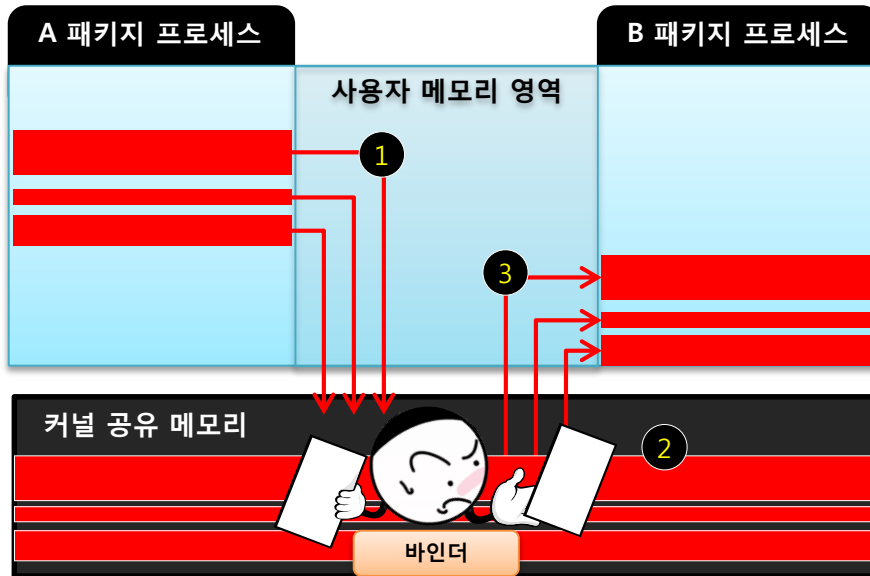 A 패키지 프로세스
B 패키지 프로세스
사용자 메모리 영역
1
3
커널 공유 메모리
2
바인더